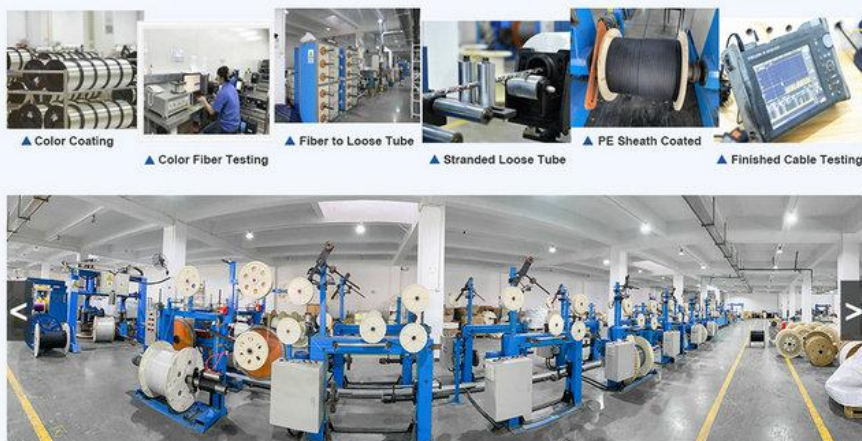 ▲ Color Coating
▲ Color Fiber Testing
▲ Fiber to Loose Tube
▲ Stranded Loose Tube
▲ PE Sheath Coated
▲ Finished Cable Testing
<
>